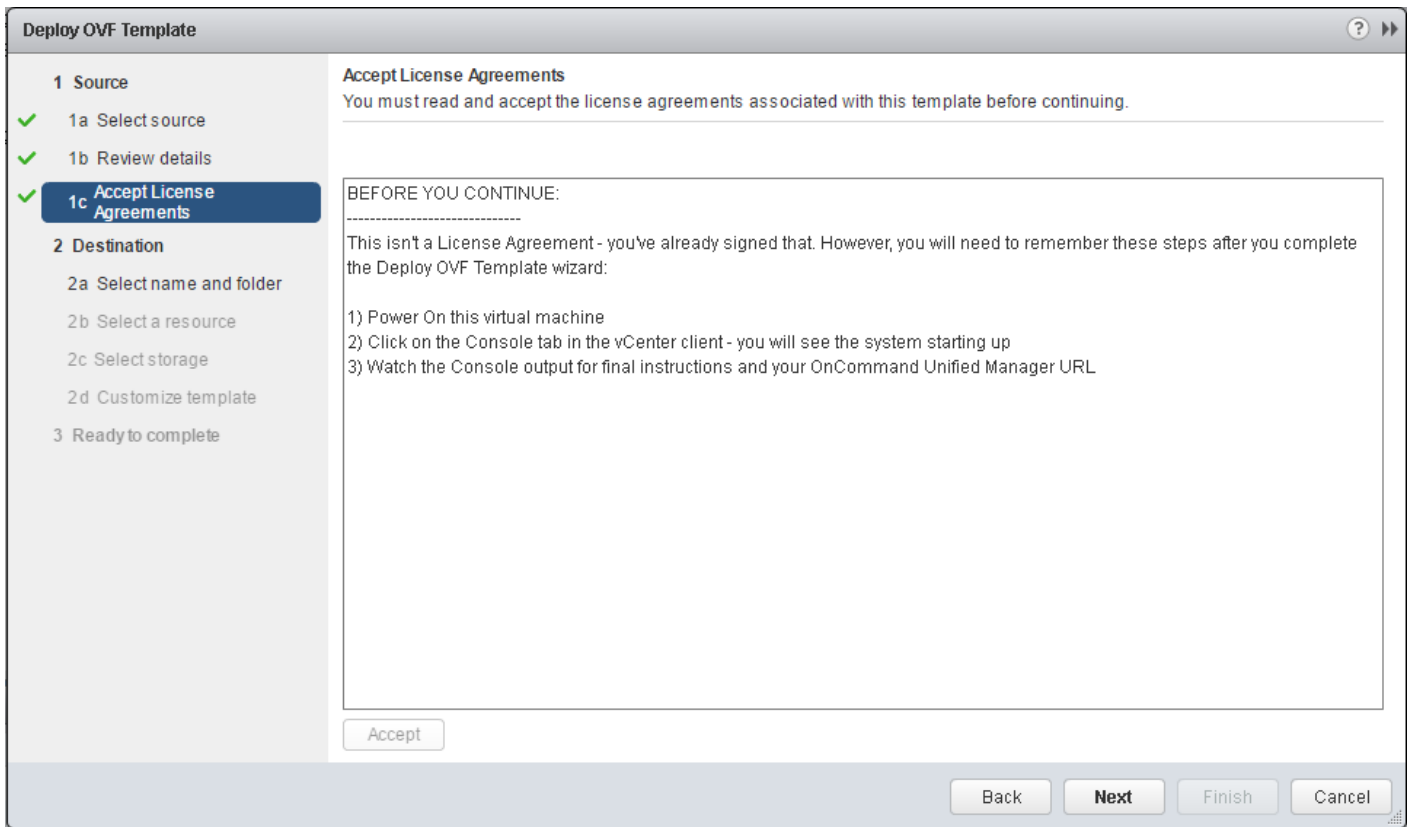 Deploy OVF Template
?
1 Source
1a Select source
1b Review details
1c Accept License
Agreements
2 Destination
2a Select name and folder
2b Select a resource
2c Select storage
2d Customize template
3 Ready to complete
Accept License Agreements
You must read and accept the license agreements associated with this template before continuing.
BEFORE YOU CONTINUE:
------------------------------
This isn't a License Agreement - you've already signed that. However, you will need to remember these steps after you complete
the Deploy OVF Template wizard:
1) Power On this virtual machine
2) Click on the Console tab in the vCenter client - you will see the system starting up
3) Watch the Console output for final instructions and your OnCommand Unified Manager URL
Accept
Back
Next
Finish
Cancel